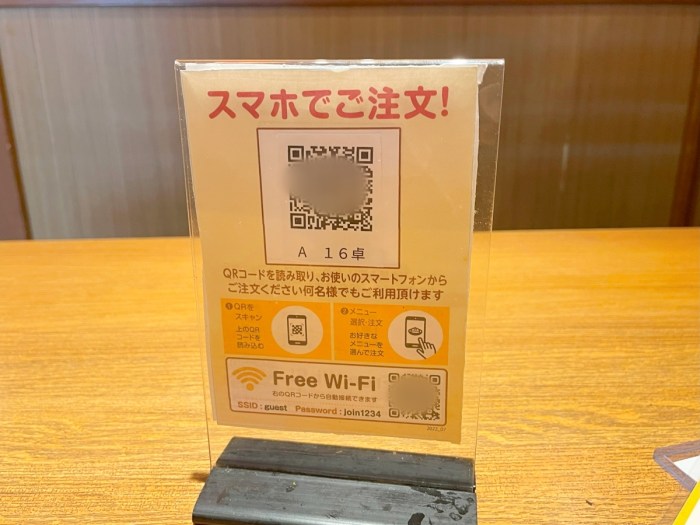 スマホでご注文!
A 16卓
QRコードを読み取り、お使いのスマートフォンから
ご注文ください何名様でもご利用頂けます
❶QRを
スキャン
上のQR
コードを
読み込む
❷メニュー
選択・注文
お好きな
メニューを
選んで注文
Free Wi-Fi
右のQRコードから自動接続できます
SSID : guest Password : join1234